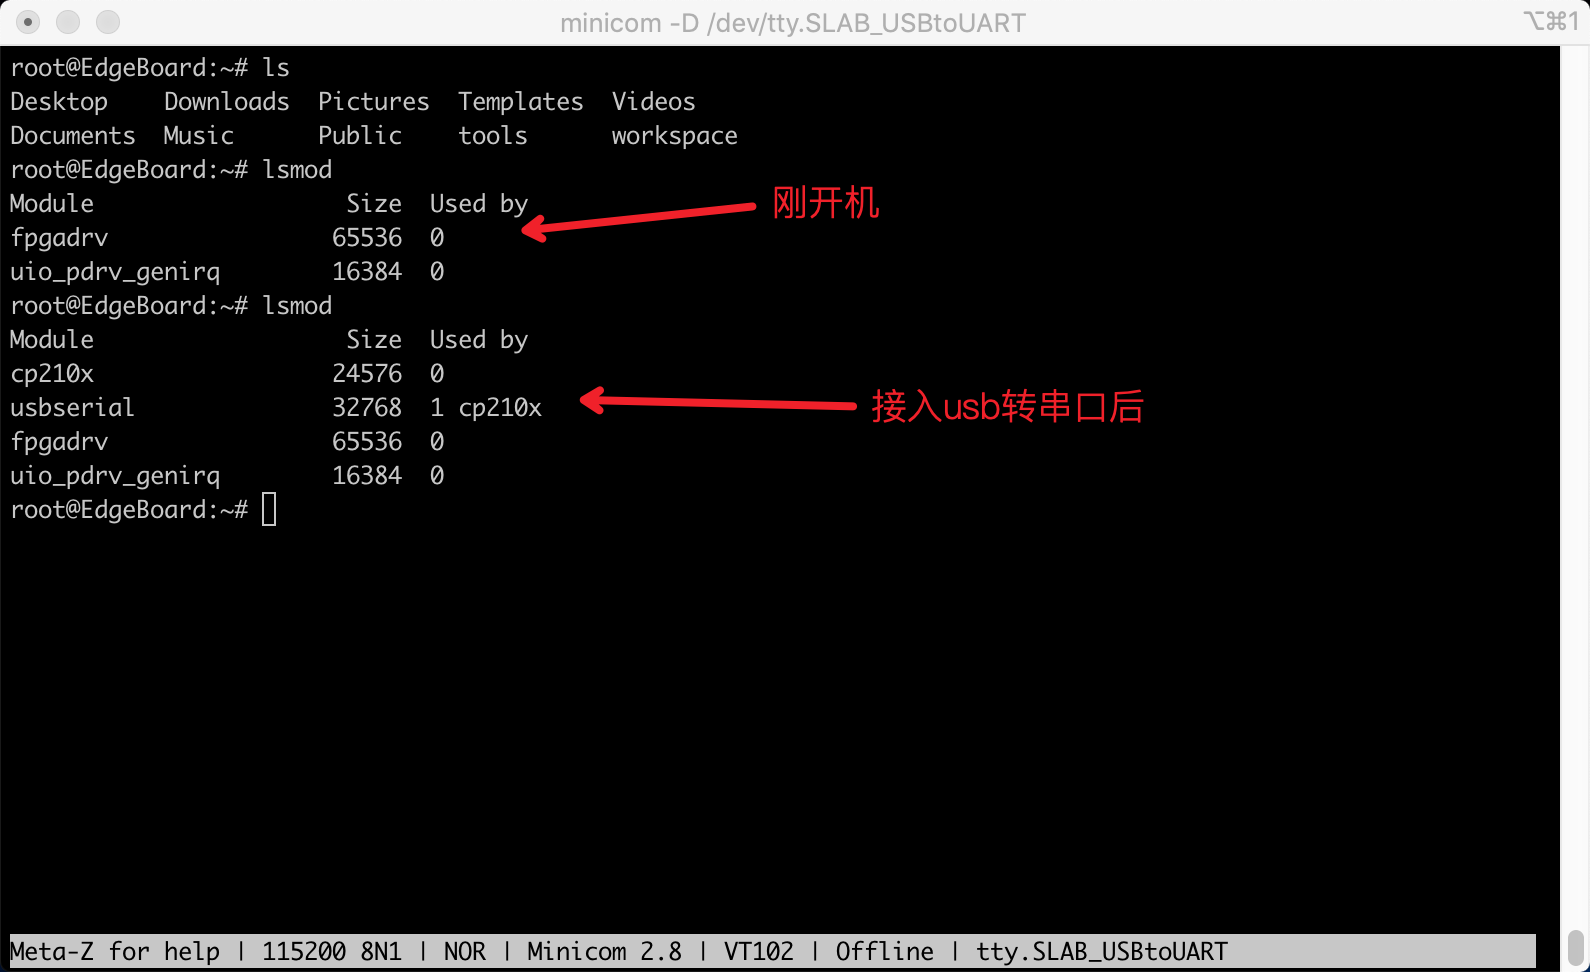 minicom -D /dev/tty.SLAB_USBtoUART ⌥⌘1
root@EdgeBoard:~# ls
Desktop    Downloads  Pictures  Templates  Videos
Documents  Music      Public    tools      workspace
root@EdgeBoard:~# lsmod
Module                  Size  Used by
刚开机
fpgadrv                65536  0
uio_pdrv_genirq        16384  0
root@EdgeBoard:~# lsmod
Module                  Size  Used by
cp210x                 24576  0
usbserial              32768  1 cp210x
接入usb转串口后
fpgadrv                65536  0
uio_pdrv_genirq        16384  0
root@EdgeBoard:~#
Meta-Z for help | 115200 8N1 | NOR | Minicom 2.8 | VT102 | Offline | tty.SLAB_USBtoUART